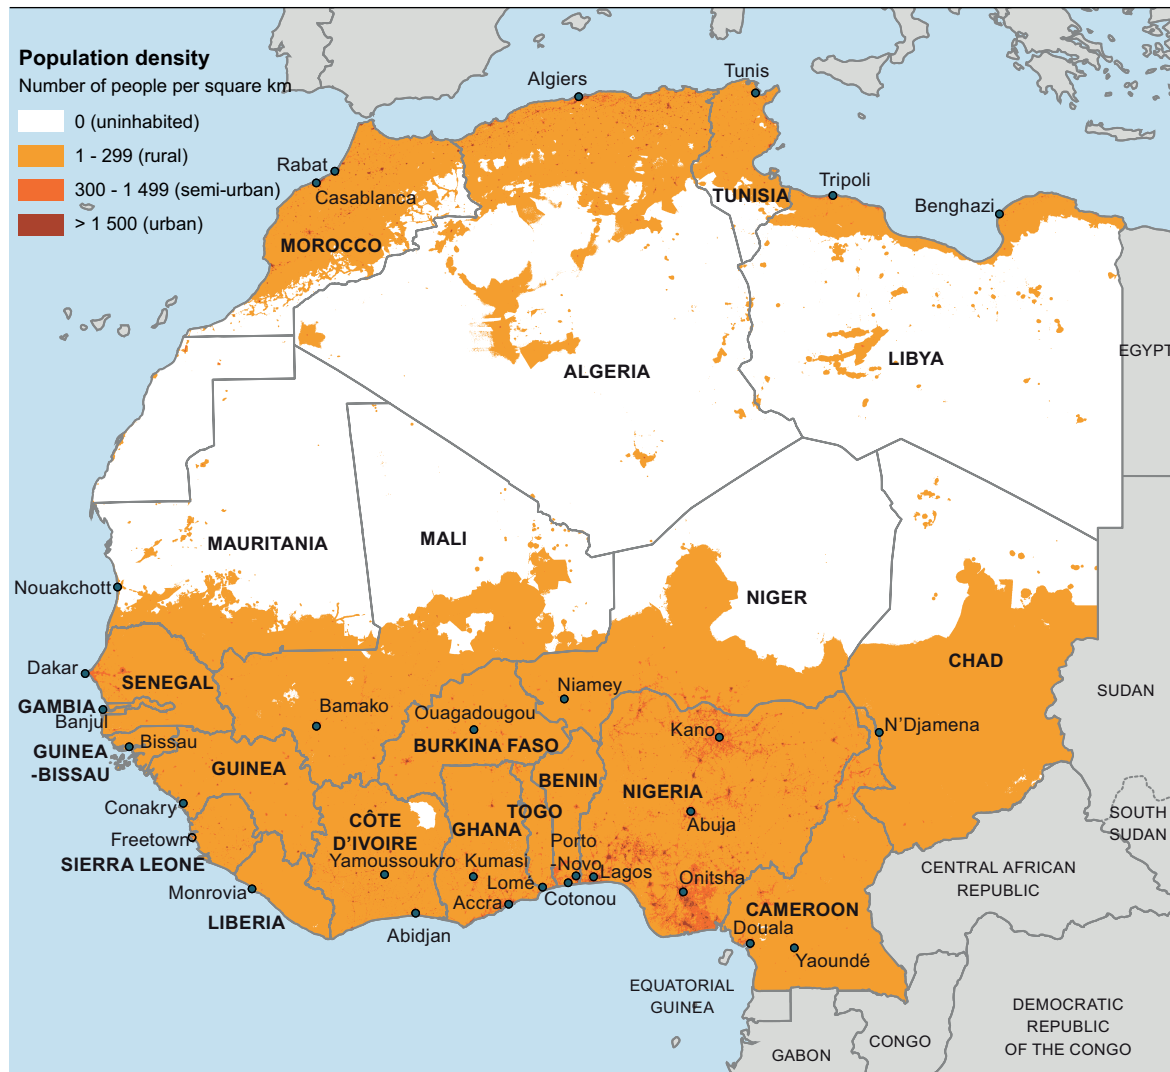 Population density
Number of people per square km
0 (uninhabited)
1 - 299 (rural)
300 - 1 499 (semi-urban)
> 1 500 (urban)
Algiers
Tunis
Rabat
Casablanca
MOROCCO
TUNISIA
Tripoli
Benghazi
ALGERIA
LIBYA
EGYPT
MAURITANIA
MALI
NIGER
CHAD
SUDAN
Nouakchott
Dakar
SENEGAL
GAMBIA
Banjul
Bissau
GUINEA
-BISSAU
GUINEA
Bamako
Ouagadougou
BURKINA FASO
Niamey
Kano
N'Djamena
BENIN
NIGERIA
Abuja
TOGO
GHANA
CÔTE
D'IVOIRE
Yamoussoukro
Kumasi
Porto
-Novo
Lagos
Onitsha
Lomé
Cotonou
Accra
Abidjan
Conakry
Freetown
SIERRA LEONE
Monrovia
LIBERIA
CAMEROON
Douala
Yaoundé
SOUTH
SUDAN
CENTRAL AFRICAN
REPUBLIC
EQUATORIAL
GUINEA
GABON
CONGO
DEMOCRATIC
REPUBLIC
OF THE CONGO